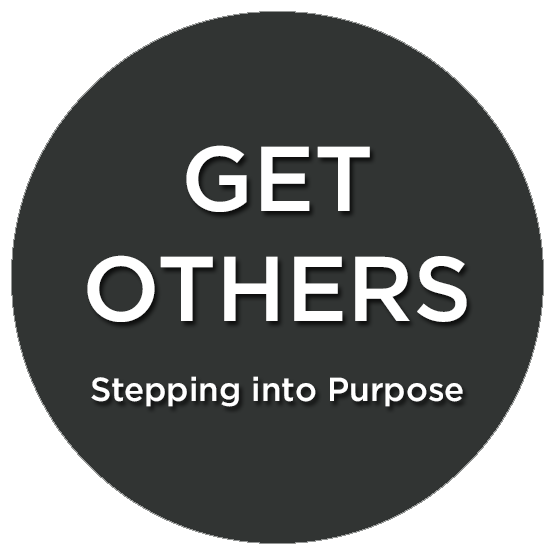 GET
OTHERS
Stepping into Purpose